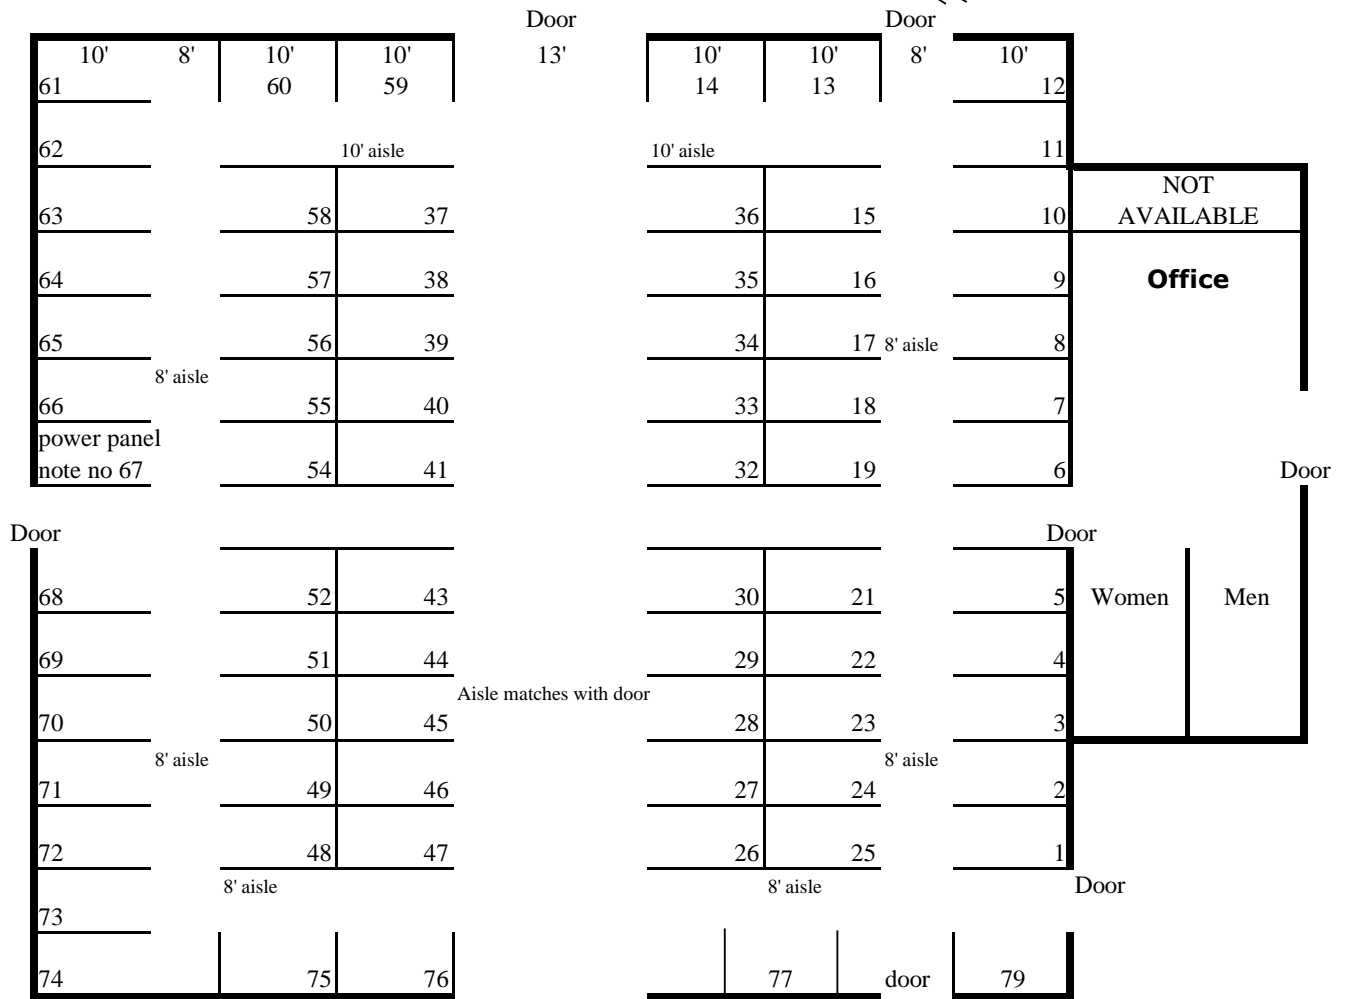 Door Door
10' 8' 10' 10' 13' 10' 10' 8' 10'
61 60 59 14 13 12
62 10' aisle 10' aisle 11
NOT
63 58 37 36 15 10 AVAILABLE
64 57 38 35 16 9 Office
65 56 39 34 17 8' aisle 8
8' aisle
66 55 40 33 18 7
power panel
note no 67 54 41 32 19 6 Door
Door Door
68 52 43 30 21 5 Women Men
69 51 44 29 22 4
Aisle matches with door
70 50 45 28 23 3
8' aisle 8' aisle
71 49 46 27 24 2
72 48 47 26 25 1
8' aisle 8' aisle Door
73
74 75 76 77 door 79